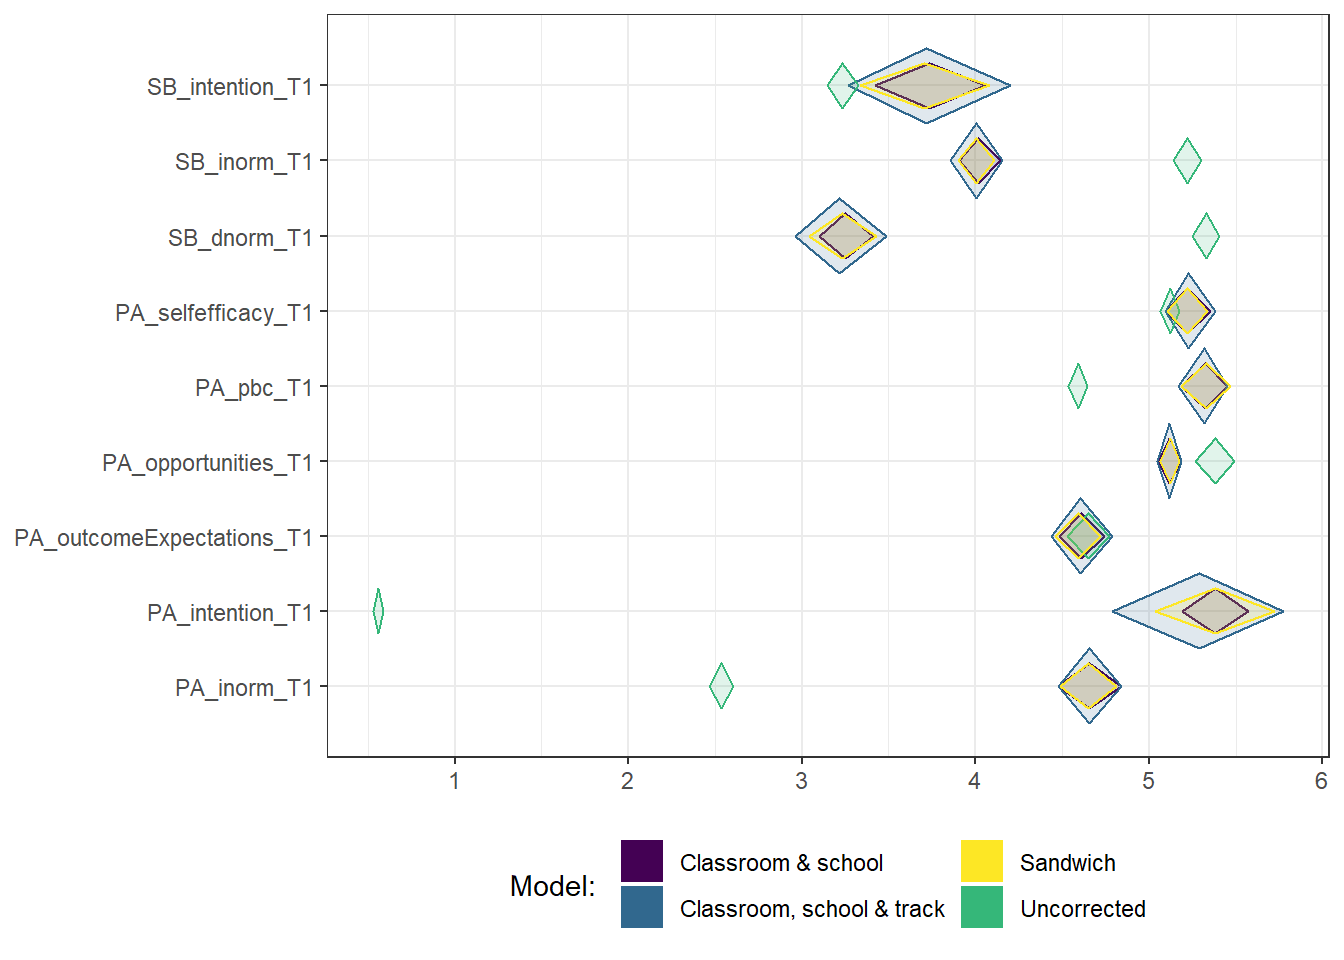 SB_intention_T1
SB_inorm_T1
SB_dnorm_T1
PA_selfefficacy_T1
PA_pbc_T1
PA_opportunities_T1
PA_outcomeExpectations_T1
PA_intention_T1
PA_inorm_T1
1 2 3 4 5 6
Model:
Classroom & school
Classroom, school & track
Sandwich
Uncorrected